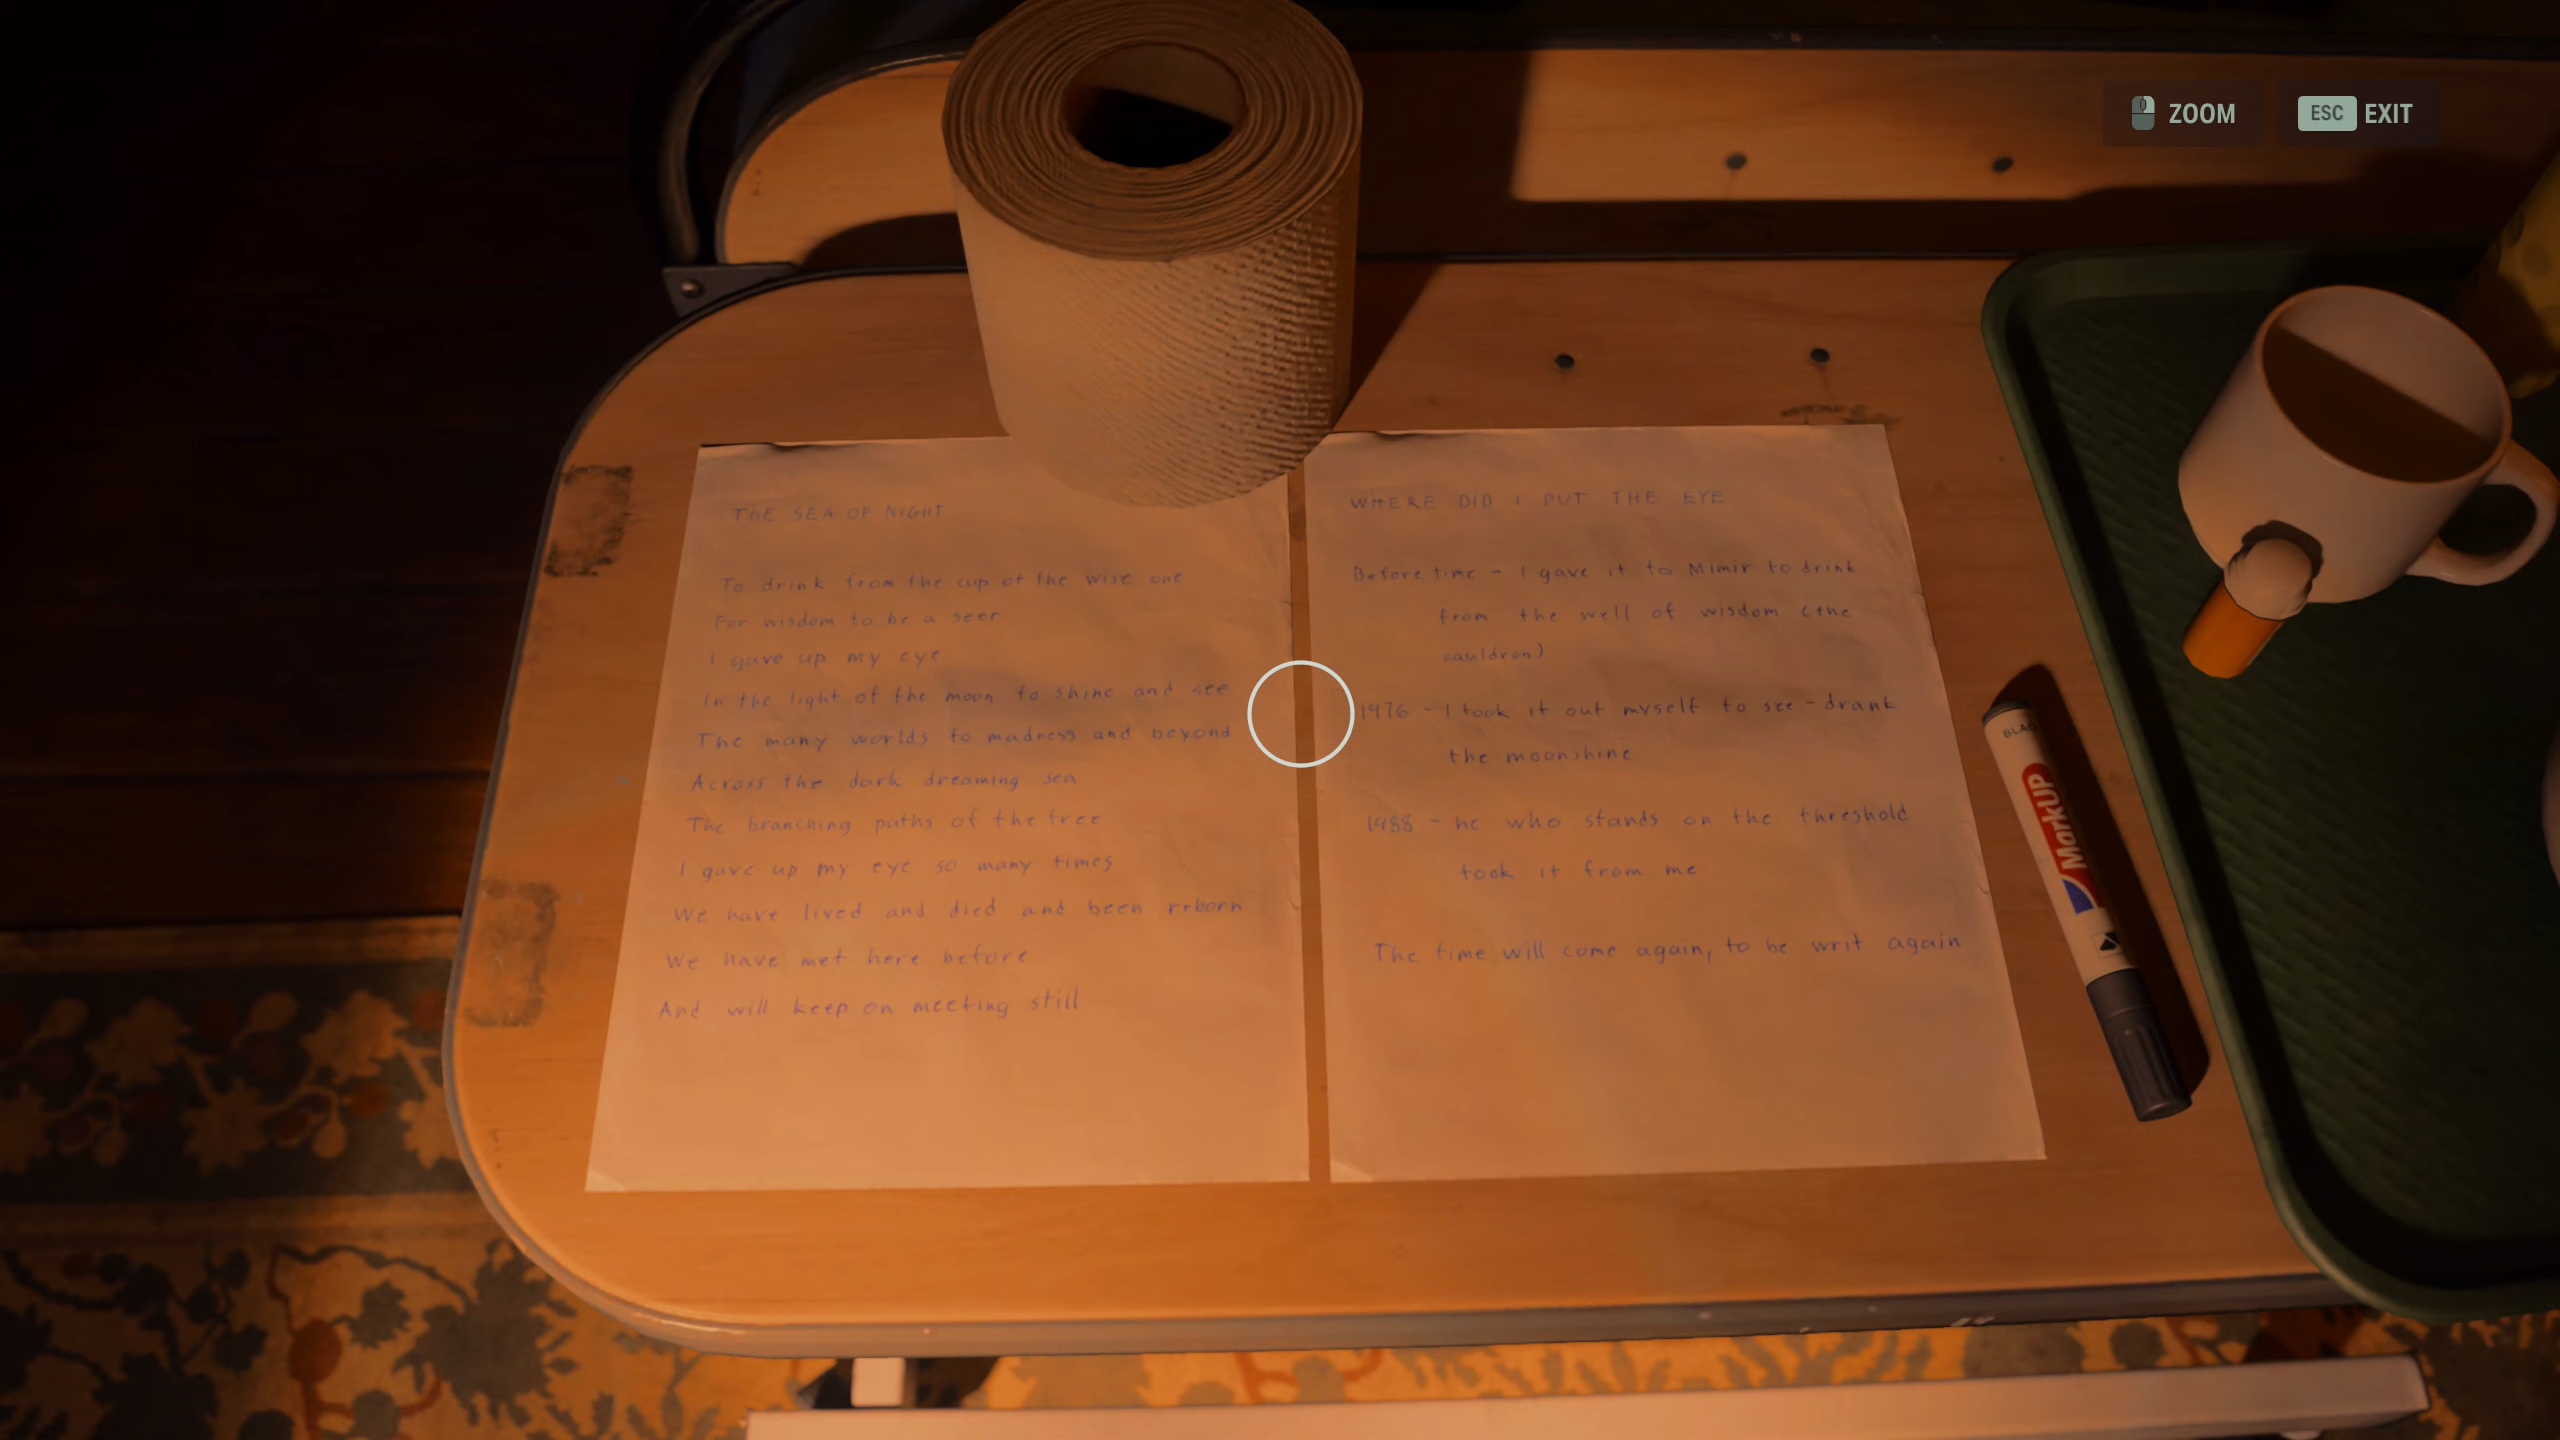 ZOOM
ESC EXIT
THE SEA OF NIGHT
To drink from the cup of the wise one
For wisdom to be a seer
I gave up my eye
In the light of the moon to shine and see
The many worlds to madness and beyond
Across the dark dreaming sea
The branching paths of the tree
I gave up my eye so many times
We have lived and died and been reborn
We have met here before
And will keep on meeting still
WHERE DID I PUT THE EYE
Before time - I gave it to Mimir to drink
from the well of wisdom (the
cauldron)
1976 - I took it out myself to see - drank
the moonshine
1988 - he who stands on the threshold
took it from me
The time will come again, to be writ again
MarkUP